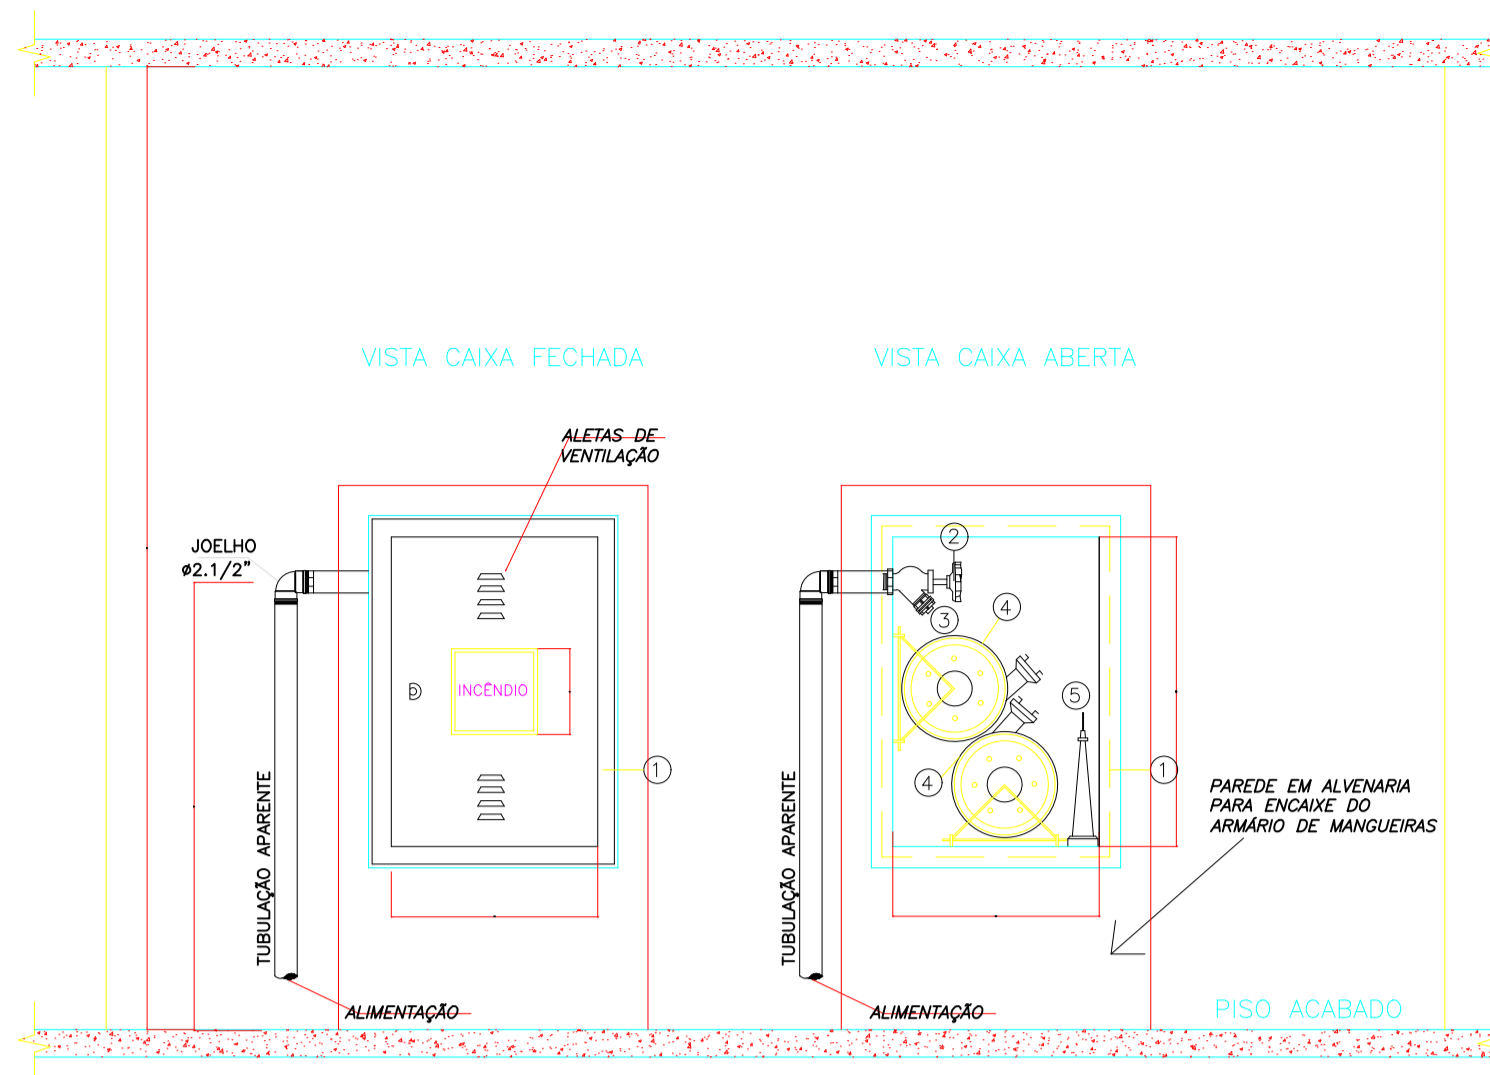 VISTA CAIXA FECHADA
VISTA CAIXA ABERTA
ALETAS DE
VENTILAÇÃO
JOELHO
ø2.1/2"
INCÊNDIO
1
TUBULAÇÃO APARENTE
ALIMENTAÇÃO
2
3
4
5
4
1
TUBULAÇÃO APARENTE
ALIMENTAÇÃO
PAREDE EM ALVENARIA
PARA ENCAIXE DO
ARMÁRIO DE MANGUEIRAS
PISO ACABADO